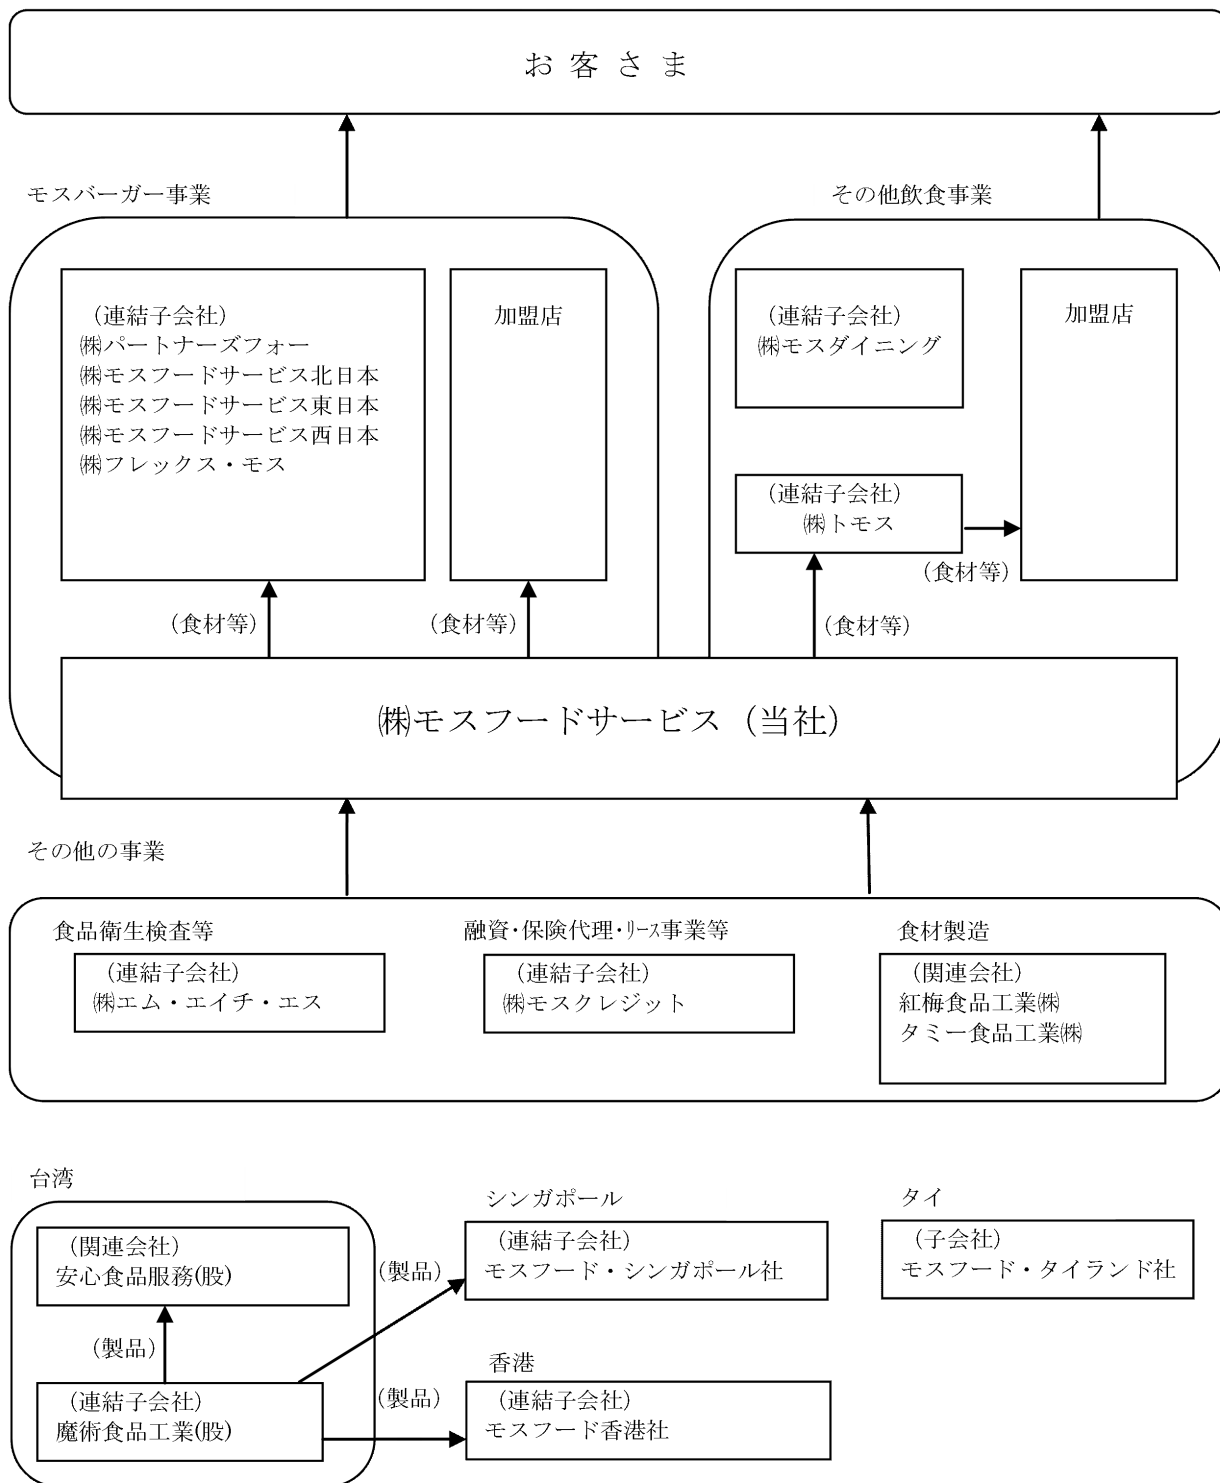 お客さま
モスバーガー事業
その他飲食事業
(連結子会社)
㈱パートナーズフォー
㈱モスフードサービス北日本
㈱モスフードサービス東日本
㈱モスフードサービス西日本
㈱フレックス・モス
加盟店
(連結子会社)
㈱モスダイニング
加盟店
(連結子会社)
㈱トモス
(食材等)
(食材等)
(食材等)
(食材等)
㈱モスフードサービス(当社)
その他の事業
食品衛生検査等
(連結子会社)
㈱エム・エイチ・エス
融資・保険代理・リース事業等
(連結子会社)
㈱モスクレジット
食材製造
(関連会社)
紅梅食品工業㈱
タミー食品工業㈱
台湾
(関連会社)
安心食品服務(股)
(製品)
(連結子会社)
魔術食品工業(股)
(製品)
(製品)
シンガポール
(連結子会社)
モスフード・シンガポール社
香港
(連結子会社)
モスフード香港社
タイ
(子会社)
モスフード・タイランド社